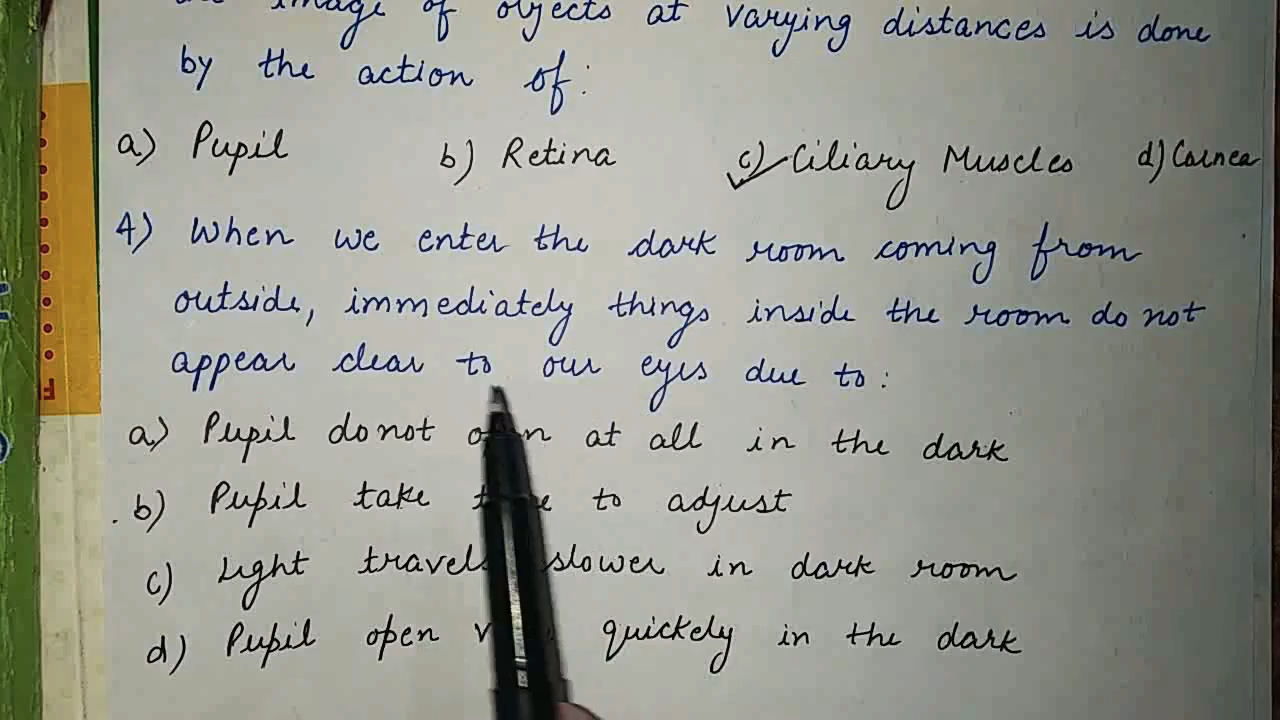 image of objects at varying distances is done
by the action of:
a) Pupil b) Retina c) Ciliary Muscles d) Cornea
4) When we enter the dark room coming from
outside, immediately things inside the room do not
appear clear to our eyes due to:
a) Pupil do not at all in the dark
b) Pupil take to adjust
c) Light travels slower in dark room
d) Pupil open quickely in the dark